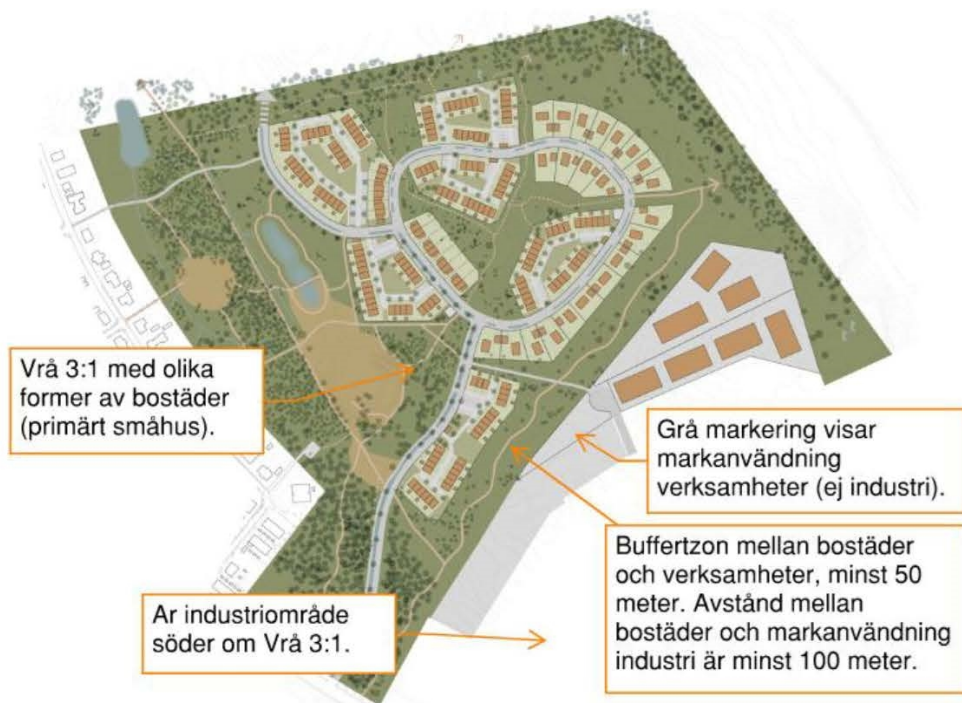 Vrå 3:1 med olika
former av bostäder
(primärt småhus).
Grå markering visar
markanvändning
verksamheter (ej industri).
Buffertzon mellan bostäder
och verksamheter, minst 50
meter. Avstånd mellan
bostäder och markanvändning
industri är minst 100 meter.
Ar industriområde
söder om Vrå 3:1.